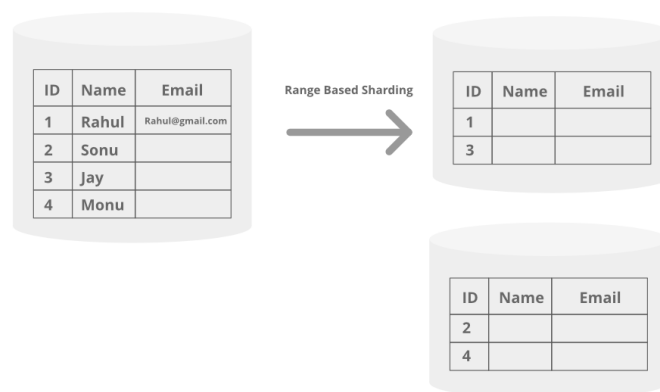 ID Name Email
1 Rahul Rahul@gmail.com
2 Sonu
3 Jay
4 Monu
Range Based Sharding
ID Name Email
1
3
ID Name Email
2
4